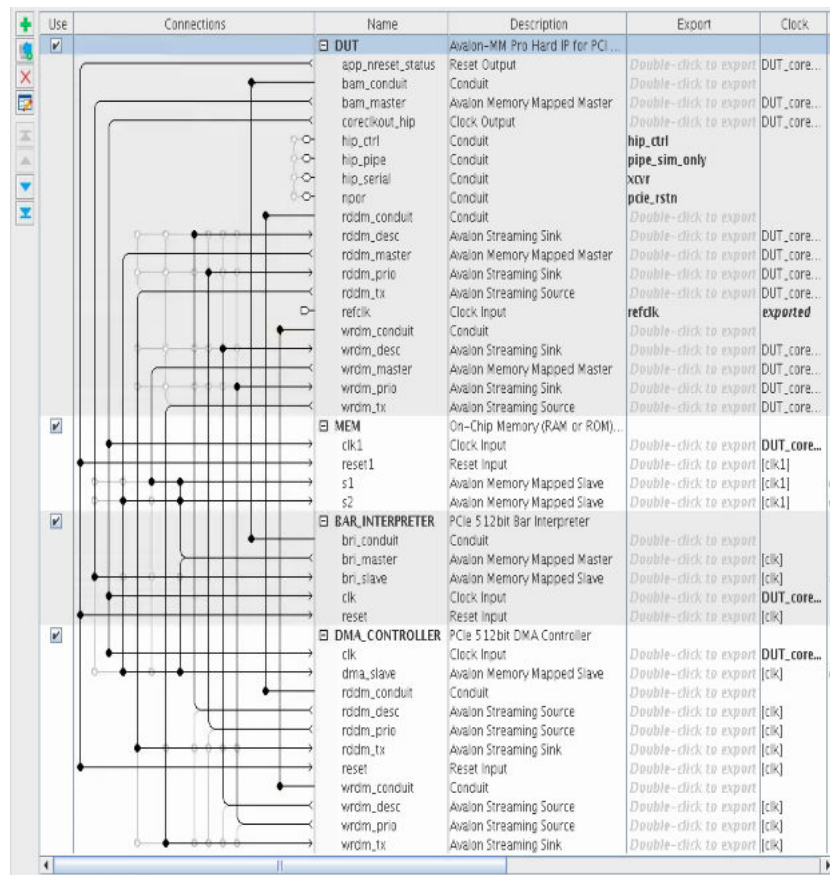 Use Connections Name Description Export Clock
DUT Avalon-MM Pro Hard IP for PCI ...
app_nreset_status Reset Output Double-click to export DUT_core...
bam_conduit Conduit Double-click to export
bam_master Avalon Memory Mapped Master Double-click to export DUT_core...
coreclkout_hip Clock Output Double-click to export DUT_core...
hip_ctrl Conduit hip_ctrl
hip_pipe Conduit pipe_sim_only
hip_serial Conduit xcvr
npor Conduit pcie_rstn
rddm_conduit Conduit Double-click to export
rddm_desc Avalon Streaming Sink Double-click to export DUT_core...
rddm_master Avalon Memory Mapped Master Double-click to export DUT_core...
rddm_prio Avalon Streaming Sink Double-click to export DUT_core...
rddm_tx Avalon Streaming Source Double-click to export DUT_core...
refclk Clock Input refclk exported
wrdm_conduit Conduit Double-click to export
wrdm_desc Avalon Streaming Sink Double-click to export DUT_core...
wrdm_master Avalon Memory Mapped Master Double-click to export DUT_core...
wrdm_prio Avalon Streaming Sink Double-click to export DUT_core...
wrdm_tx Avalon Streaming Source Double-click to export DUT_core...
MEM On-Chip Memory (RAM or ROM)...
clk1 Clock Input Double-click to export DUT_core...
reset1 Reset Input Double-click to export [clk1]
s1 Avalon Memory Mapped Slave Double-click to export [clk1]
s2 Avalon Memory Mapped Slave Double-click to export [clk1]
BAR_INTERPRETER PCIe 512bit Bar Interpreter
bri_conduit Conduit Double-click to export
bri_master Avalon Memory Mapped Master Double-click to export [clk]
bri_slave Avalon Memory Mapped Slave Double-click to export [clk]
clk Clock Input Double-click to export DUT_core...
reset Reset Input Double-click to export [clk]
DMA_CONTROLLER PCIe 512bit DMA Controller
clk Clock Input Double-click to export DUT_core...
dma_slave Avalon Memory Mapped Slave Double-click to export [clk]
rddm_conduit Conduit Double-click to export
rddm_desc Avalon Streaming Source Double-click to export [clk]
rddm_prio Avalon Streaming Source Double-click to export [clk]
rddm_tx Avalon Streaming Sink Double-click to export [clk]
reset Reset Input Double-click to export [clk]
wrdm_conduit Conduit Double-click to export
wrdm_desc Avalon Streaming Source Double-click to export [clk]
wrdm_prio Avalon Streaming Source Double-click to export [clk]
wrdm_tx Avalon Streaming Sink Double-click to export [clk]